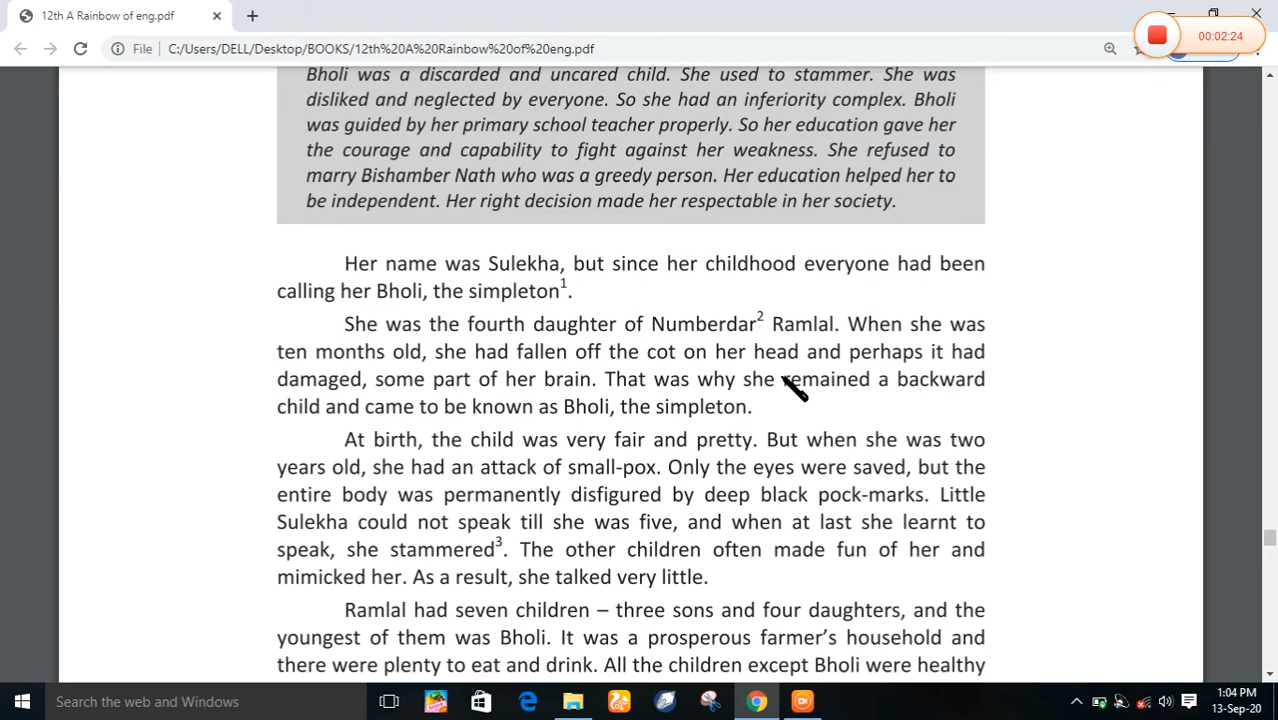 12th A Rainbow of eng.pdf
00:02:24
File
C:/Users/DELL/Desktop/BOOKS/12th%20A%20Rainbow%20of%20eng.pdf
Bholi was a discarded and uncared child. She used to stammer. She was
disliked and neglected by everyone. So she had an inferiority complex. Bholi
was guided by her primary school teacher properly. So her education gave her
the courage and capability to fight against her weakness. She refused to
marry Bishamber Nath who was a greedy person. Her education helped her to
be independent. Her right decision made her respectable in her society.
Her name was Sulekha, but since her childhood everyone had been
calling her Bholi, the simpleton1.
She was the fourth daughter of Numberdar2 Ramlal. When she was
ten months old, she had fallen off the cot on her head and perhaps it had
damaged, some part of her brain. That was why she remained a backward
child and came to be known as Bholi, the simpleton.
At birth, the child was very fair and pretty. But when she was two
years old, she had an attack of small-pox. Only the eyes were saved, but the
entire body was permanently disfigured by deep black pock-marks. Little
Sulekha could not speak till she was five, and when at last she learnt to
speak, she stammered3. The other children often made fun of her and
mimicked her. As a result, she talked very little.
Ramlal had seven children – three sons and four daughters, and the
youngest of them was Bholi. It was a prosperous farmer's household and
there were plenty to eat and drink. All the children except Bholi were healthy
Search the web and Windows
1:04 PM
13-Sep-20